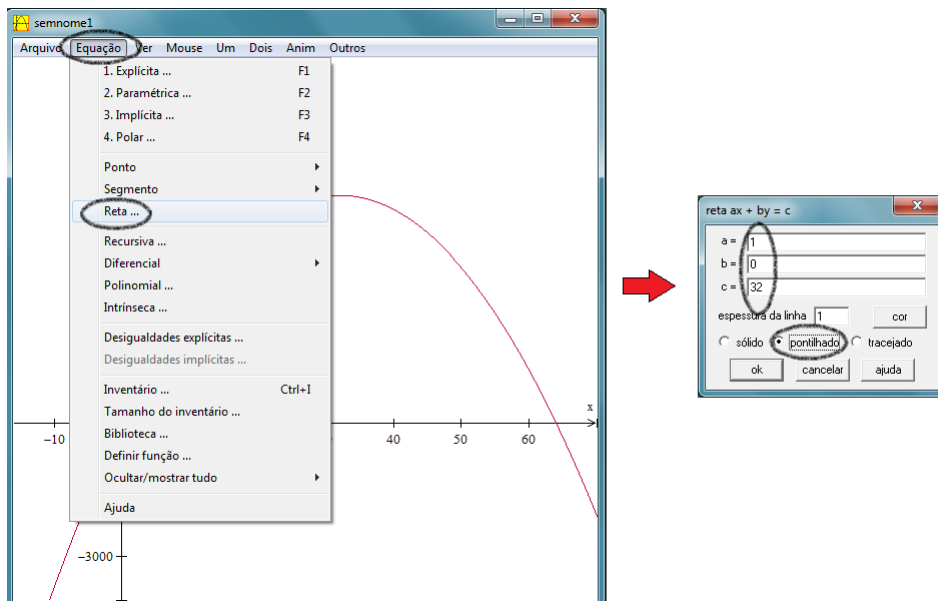 semnome1
Arquivo Equação Ver Mouse Um Dois Anim Outros
1. Explícita ... F1
2. Paramétrica ... F2
3. Implícita ... F3
4. Polar ... F4
Ponto
Segmento
Reta ...
Recursiva ...
Diferencial
Polinomial ...
Intrínseca ...
Desigualdades explícitas ...
Desigualdades implícitas ...
Inventário ... Ctrl+I
Tamanho do inventário ...
Biblioteca ...
Definir função ...
Ocultar/mostrar tudo
Ajuda
x
-10 40 50 60
-3000
reta ax + by = c
a = 1
b = 0
c = 32
espessura da linha 1 cor
sólido pontilhado tracejado
ok cancelar ajuda